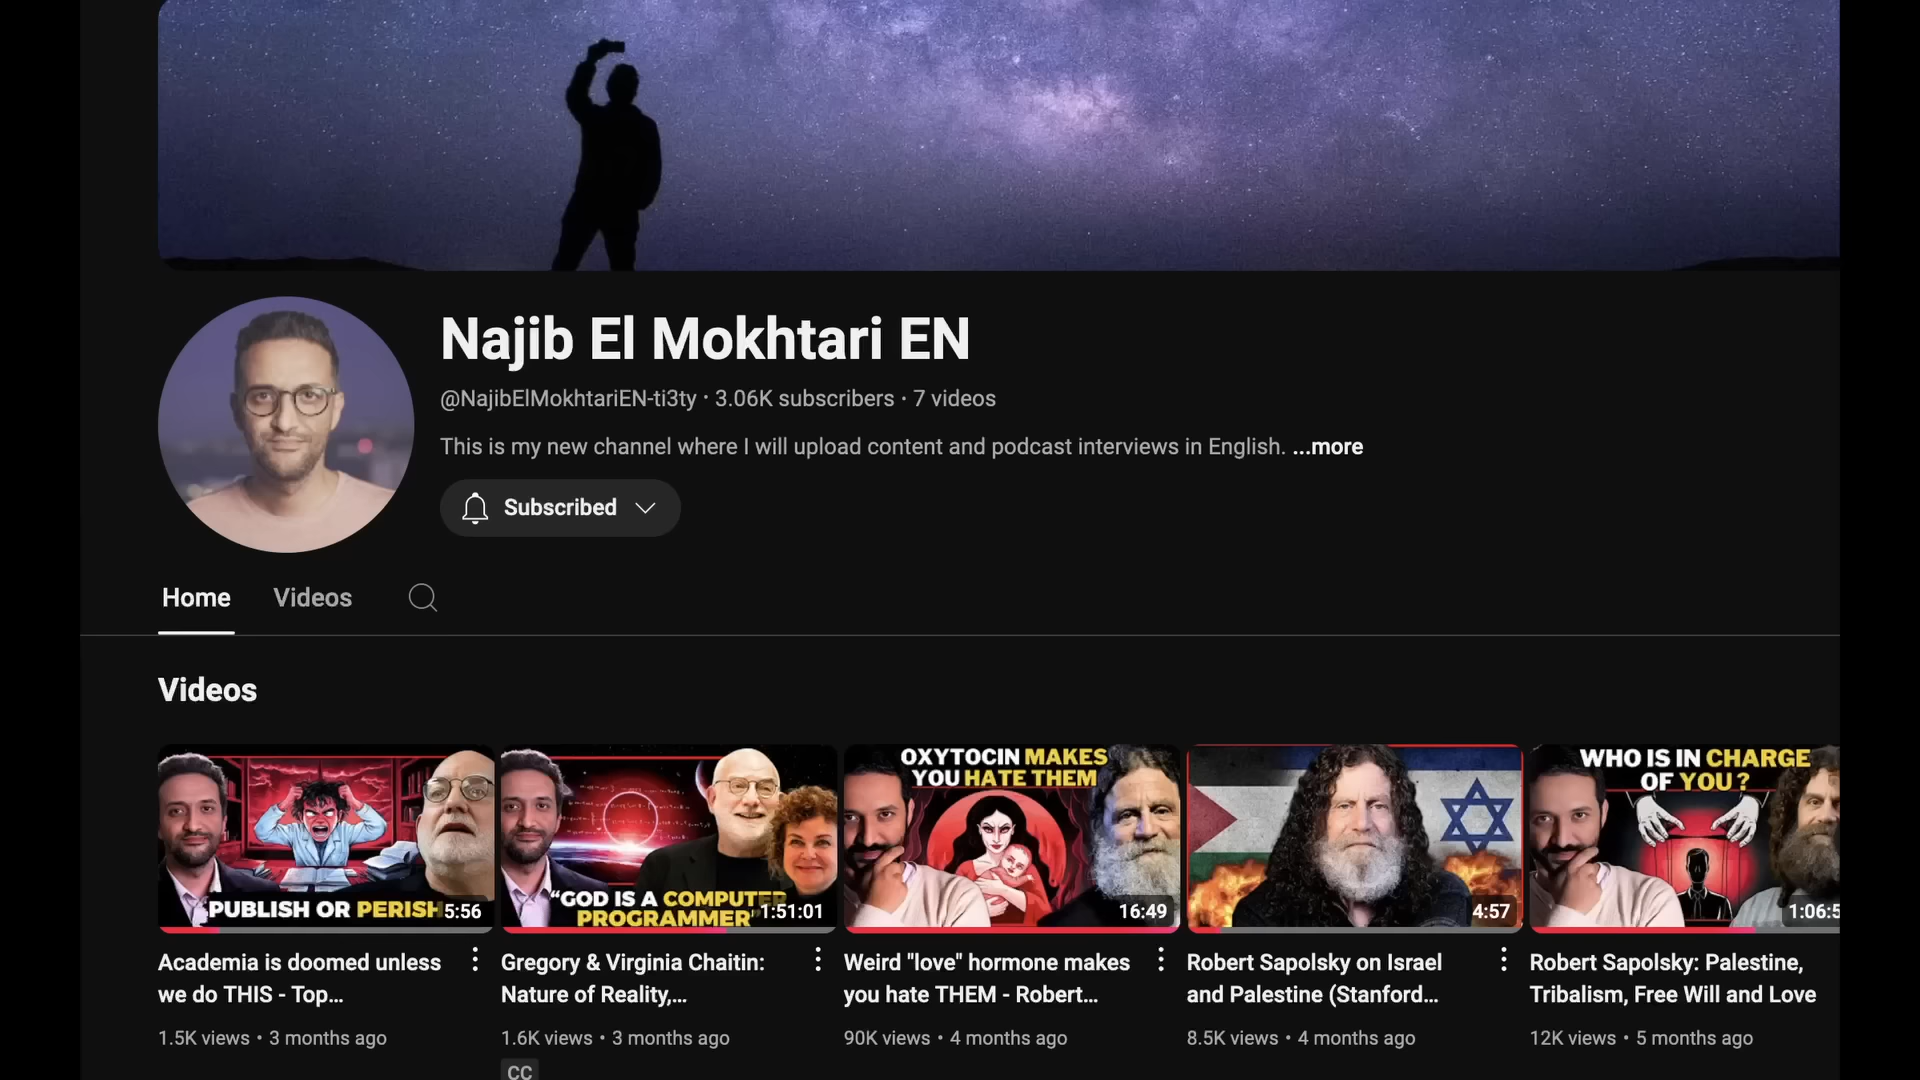 Najib El Mokhtari EN
@NajibElMokhtariEN-ti3ty · 3.06K subscribers · 7 videos
This is my new channel where I will upload content and podcast interviews in English. ...more
Subscribed
Home Videos
Videos
PUBLISH OR PERISH
5:56
"GOD IS A COMPUTER
PROGRAMMER"
1:51:01
OXYTOCIN MAKES
YOU HATE THEM
16:49
4:57
WHO IS IN CHARGE
OF YOU?
1:06:5
Academia is doomed unless
we do THIS - Top...
1.5K views · 3 months ago
Gregory & Virginia Chaitin:
Nature of Reality,...
1.6K views · 3 months ago
CC
Weird "love" hormone makes
you hate THEM - Robert...
90K views · 4 months ago
Robert Sapolsky on Israel
and Palestine (Stanford...
8.5K views · 4 months ago
Robert Sapolsky: Palestine,
Tribalism, Free Will and Love
12K views · 5 months ago